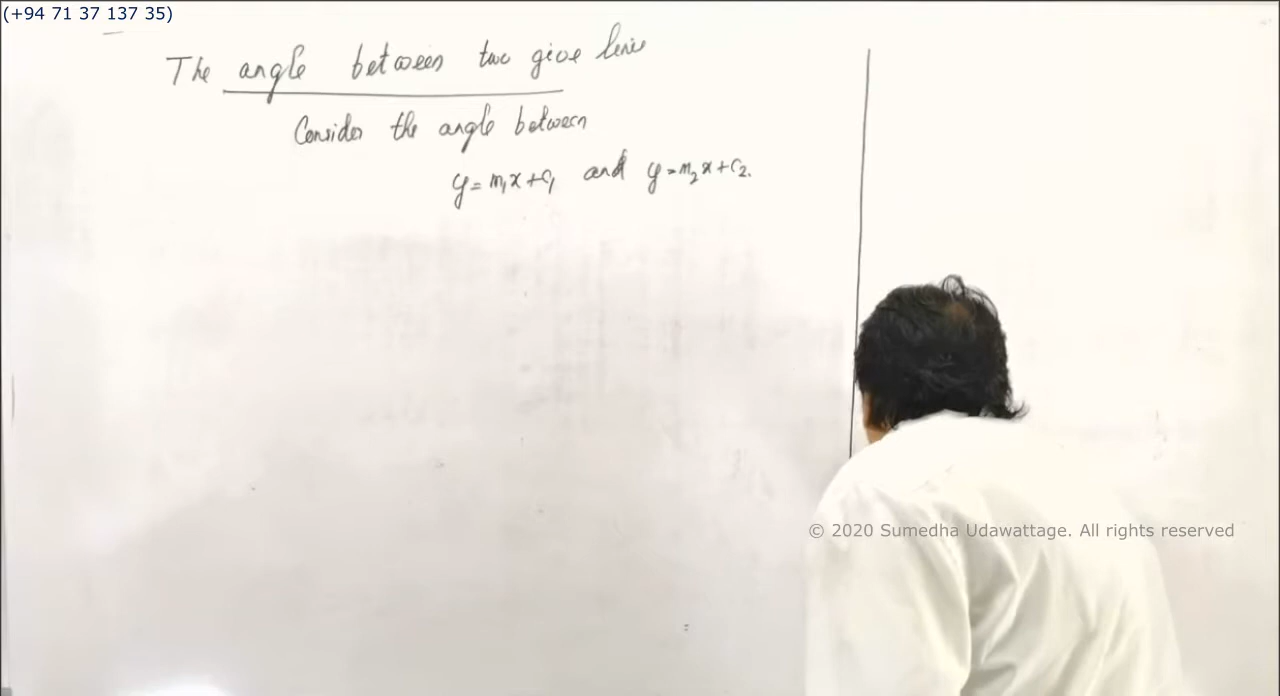 (+94 71 37 137 35)
The angle between two give lines
Consider the angle between
y = m₁x + c₁ and y = m₂x + c₂.
© 2020 Sumedha Udawattage. All rights reserved